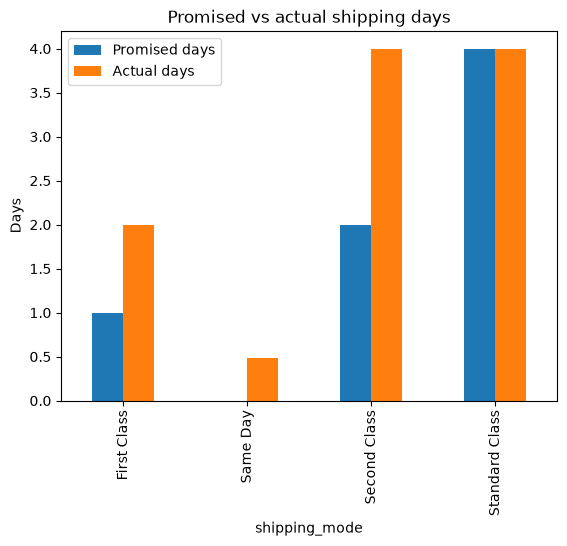 Promised vs actual shipping days
Promised days
Actual days
4.0
3.5
3.0
2.5
2.0
1.5
1.0
0.5
0.0
Days
First Class
Same Day
Second Class
Standard Class
shipping_mode